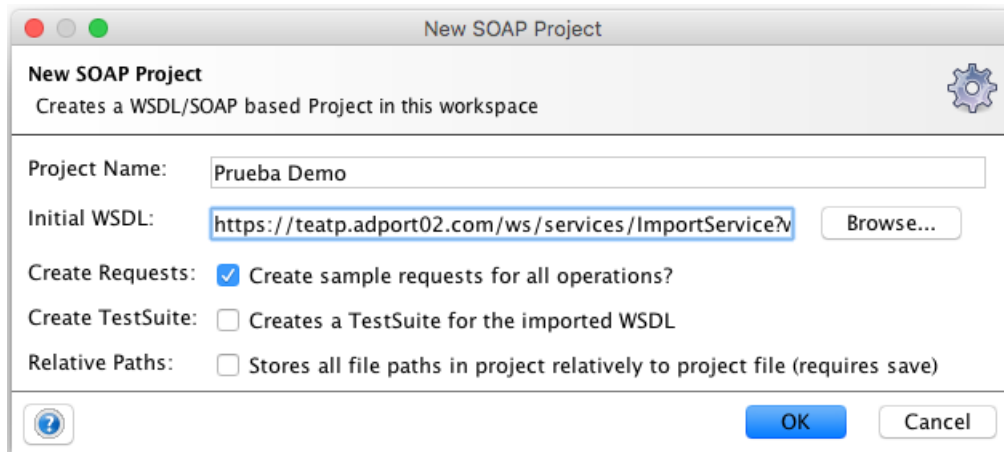 New SOAP Project
New SOAP Project
Creates a WSDL/SOAP based Project in this workspace
Project Name: Prueba Demo
Initial WSDL: https://teatp.adport02.com/ws/services/ImportService?w Browse...
Create Requests: Create sample requests for all operations?
Create TestSuite: Creates a TestSuite for the imported WSDL
Relative Paths: Stores all file paths in project relatively to project file (requires save)
? OK Cancel